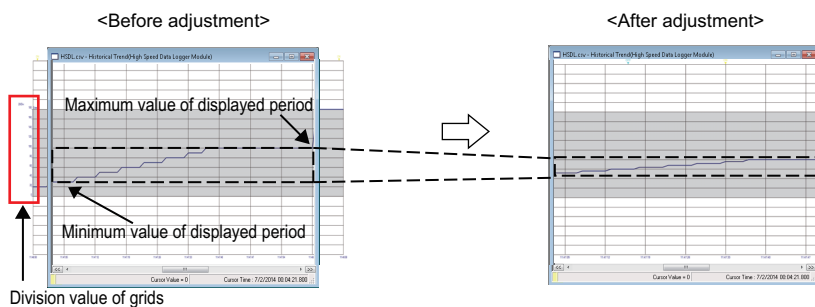 <Before adjustment>
<After adjustment>
HSDL.csv - Historical Trend(High Speed Data Logger Module)
HSDL.csv - Historical Trend(High Speed Data Logger Module)
Maximum value of displayed period
Minimum value of displayed period
Cursor Value = 0 Cursor Time : 7/2/2014 00:04:21.800
Cursor Value = 0 Cursor Time : 7/2/2014 00:04:21.800
Division value of grids